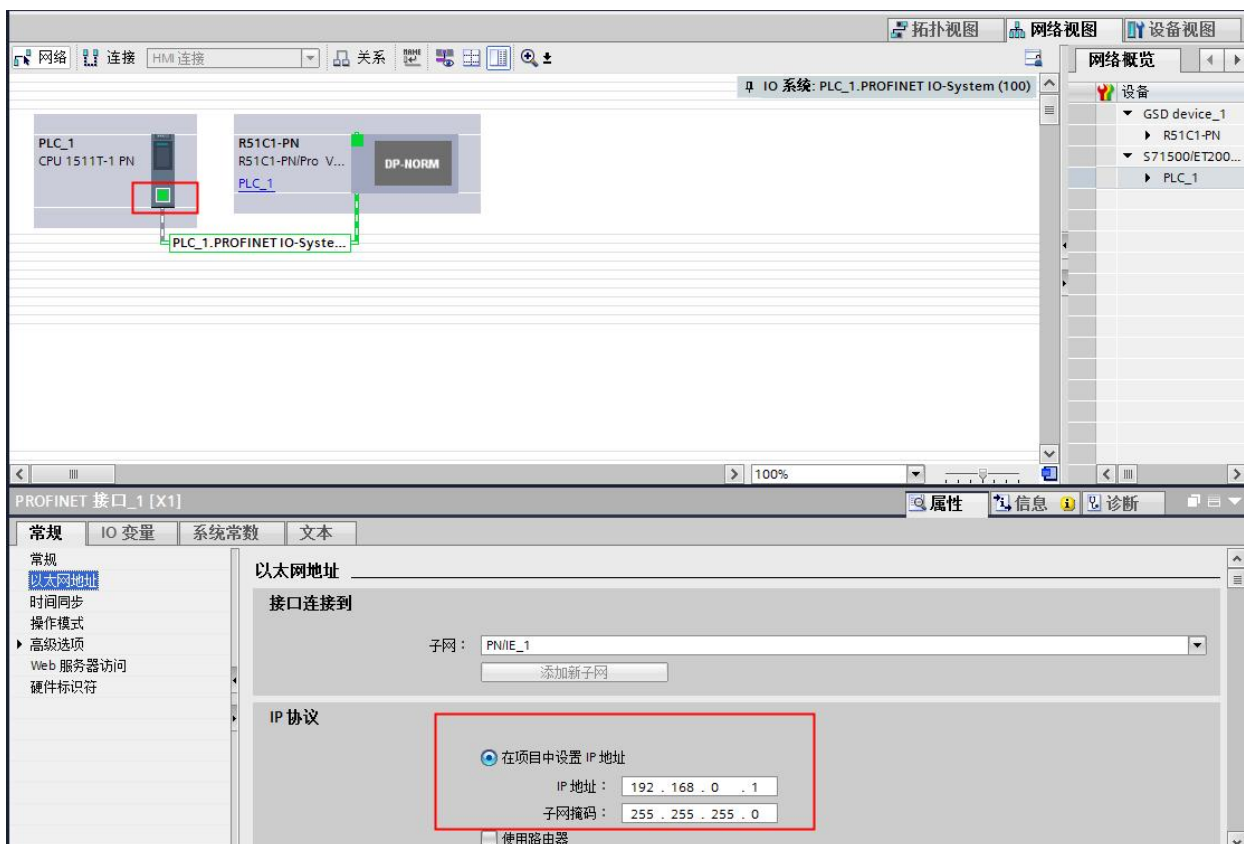 拓扑视图 网络视图 设备视图
网络 连接 HMI 连接 关系 100% 网络概览
IO 系统: PLC_1.PROFINET IO-System (100)
设备
GSD device_1
R51C1-PN
S71500/ET200...
PLC_1
PLC_1
CPU 1511T-1 PN
R51C1-PN
R51C1-PN/Pro V...
PLC_1
DP-NORM
PLC_1.PROFINET IO-Syste...
100%
PROFINET 接口_1 [X1]
属性 信息 诊断
常规 IO 变量 系统常数 文本
常规
以太网地址
时间同步
操作模式
高级选项
Web 服务器访问
硬件标识符
以太网地址
接口连接到
子网： PN/IE_1
添加新子网
IP 协议
在项目中设置 IP 地址
IP 地址： 192 . 168 . 0 . 1
子网掩码： 255 . 255 . 255 . 0
使用路由器